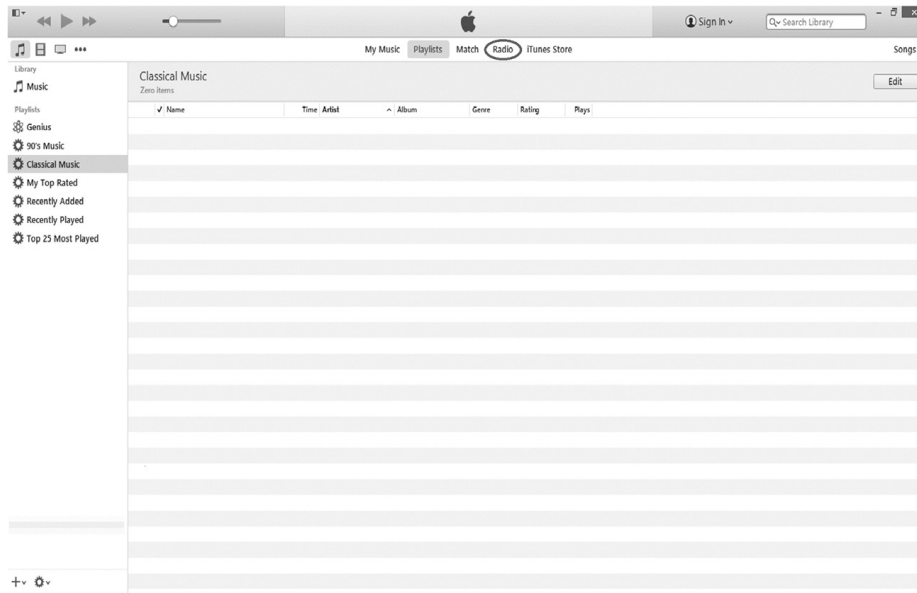 Sign In
Search Library
My Music Playlists Match Radio iTunes Store
Songs
Library
Music
Playlists
Genius
90's Music
Classical Music
My Top Rated
Recently Added
Recently Played
Top 25 Most Played
Classical Music
Zero items
Edit
Name Time Artist Album Genre Rating Plays